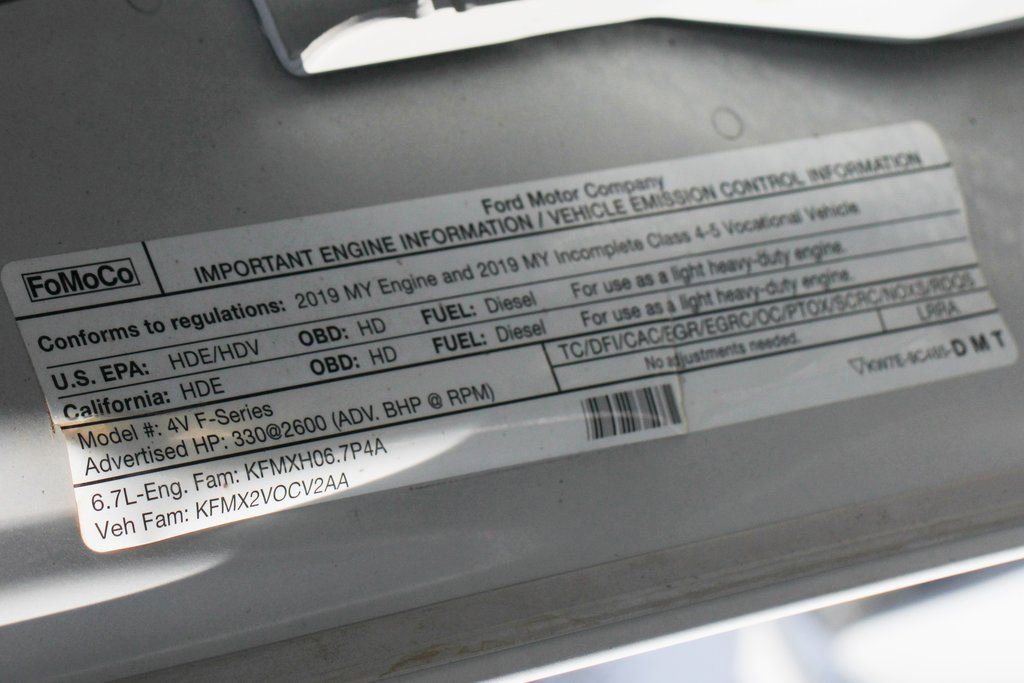 Ford Motor Company
FoMoCo
IMPORTANT ENGINE INFORMATION / VEHICLE EMISSION CONTROL INFORMATION
Conforms to regulations: 2019 MY Engine and 2019 MY Incomplete Class 4-5 Vocational Vehicle
U.S. EPA: HDE/HDV OBD: HD FUEL: Diesel For use as a light heavy-duty engine.
California: HDE OBD: HD FUEL: Diesel For use as a light heavy-duty engine.
Model #: 4V F-Series
TC/DFI/CAC/EGR/EGRC/OC/PTOX/SCRC/NOXS/RDQS
LRRA
Advertised HP: 330@2600 (ADV. BHP @ RPM)
No adjustments needed.
6.7L-Eng. Fam: KFMXH06.7P4A
Veh Fam: KFMX2VOCV2AA
DMT